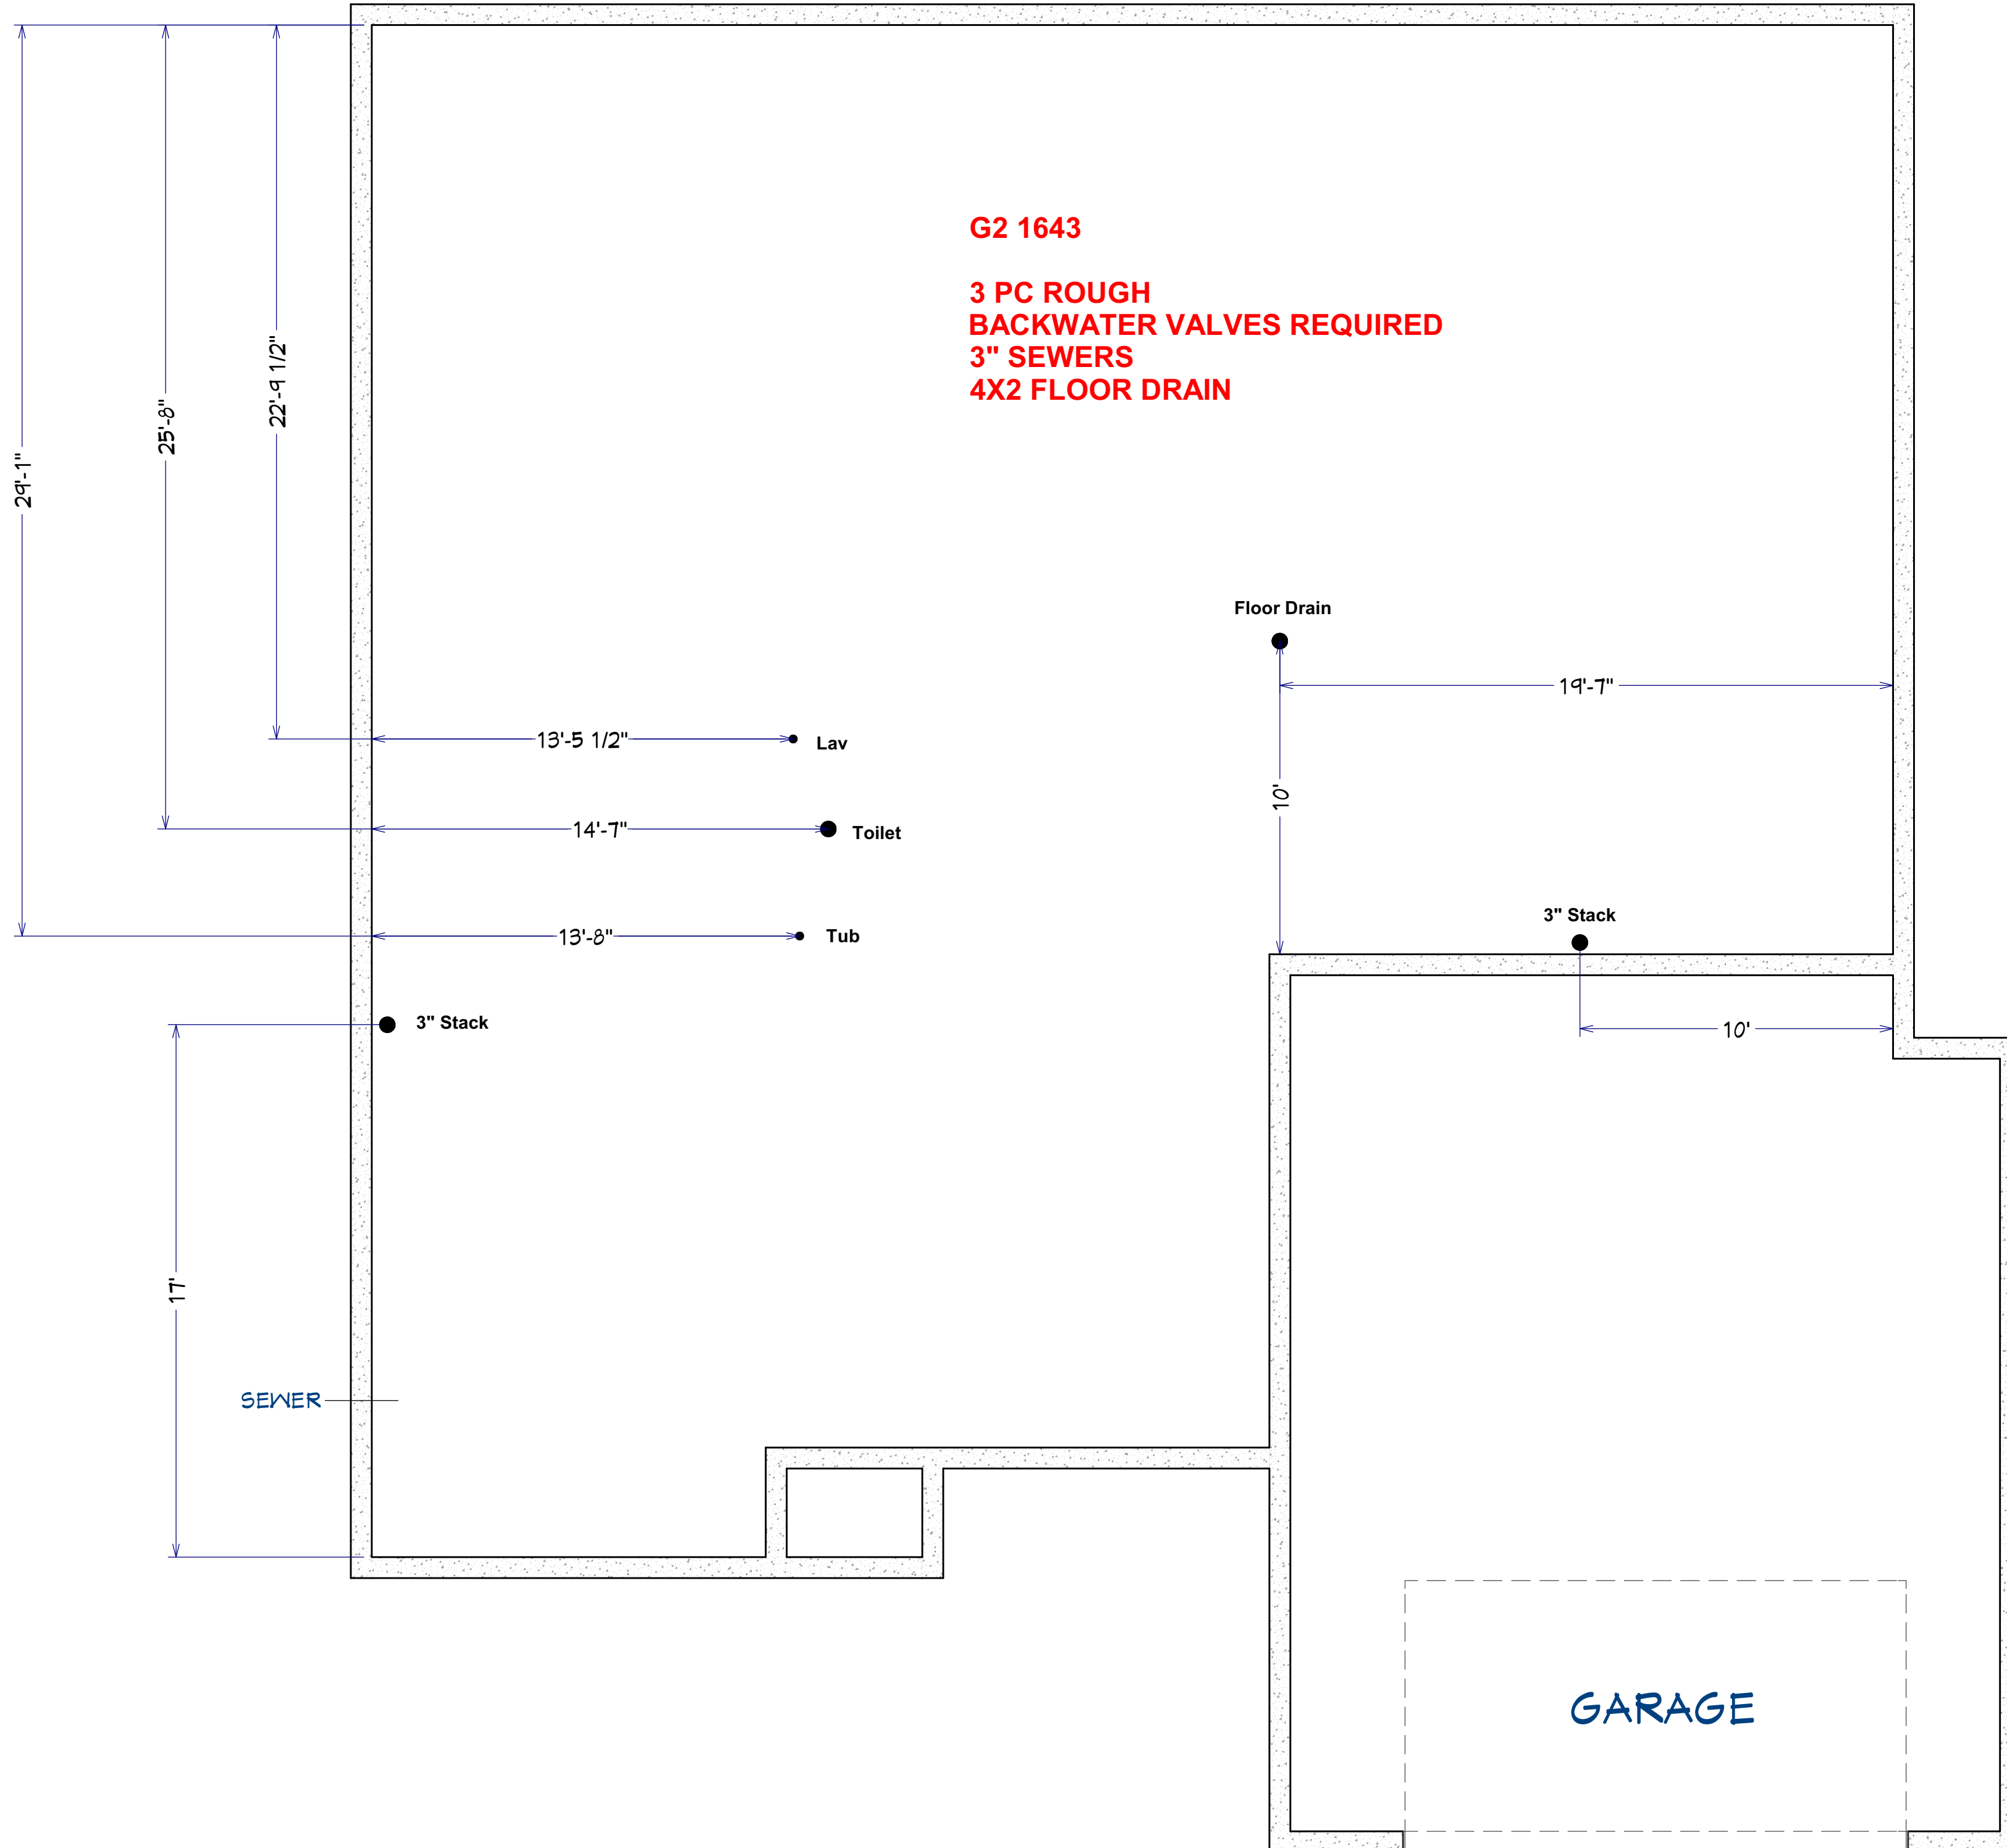 G2 1643
3 PC ROUGH
BACKWATER VALVES REQUIRED
3" SEWERS
4X2 FLOOR DRAIN
29'-1"
25'-8"
22'-9 1/2"
Floor Drain
19'-7"
13'-5 1/2"
Lav
10'
14'-7"
Toilet
13'-8"
Tub
3" Stack
3" Stack
10'
17'
SEWER
GARAGE